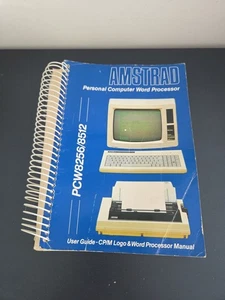 AMSTRAD
Personal Computer Word Processor
PCW8256/8512
User Guide-CP/M Logo & Word Processor Manual